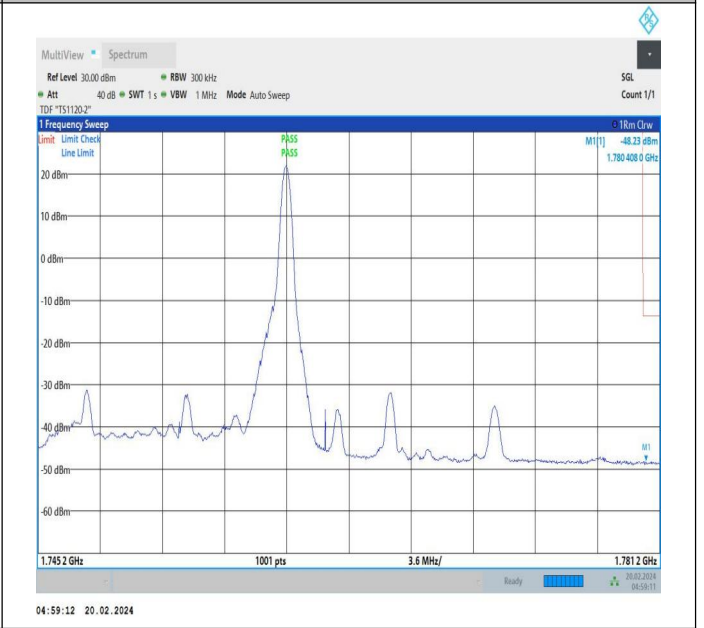 R S
MultiView Spectrum
Ref Level 30.00 dBm RBW 300 kHz SGL
Att 40 dB SWT 1 s VBW 1 MHz Mode Auto Sweep Count 1/1
TDF "TS1120-2"
1 Frequency Sweep 1Rm Clrw
Limit Limit Check PASS M1[1] -48.23 dBm
Line Limit PASS 1.780 408 0 GHz
20 dBm
10 dBm
0 dBm
-10 dBm
-20 dBm
-30 dBm
-40 dBm
M1
-50 dBm
-60 dBm
1.745 2 GHz 1001 pts 3.6 MHz/ 1.781 2 GHz
Ready 20.02.2024
04:59:11
04:59:12 20.02.2024